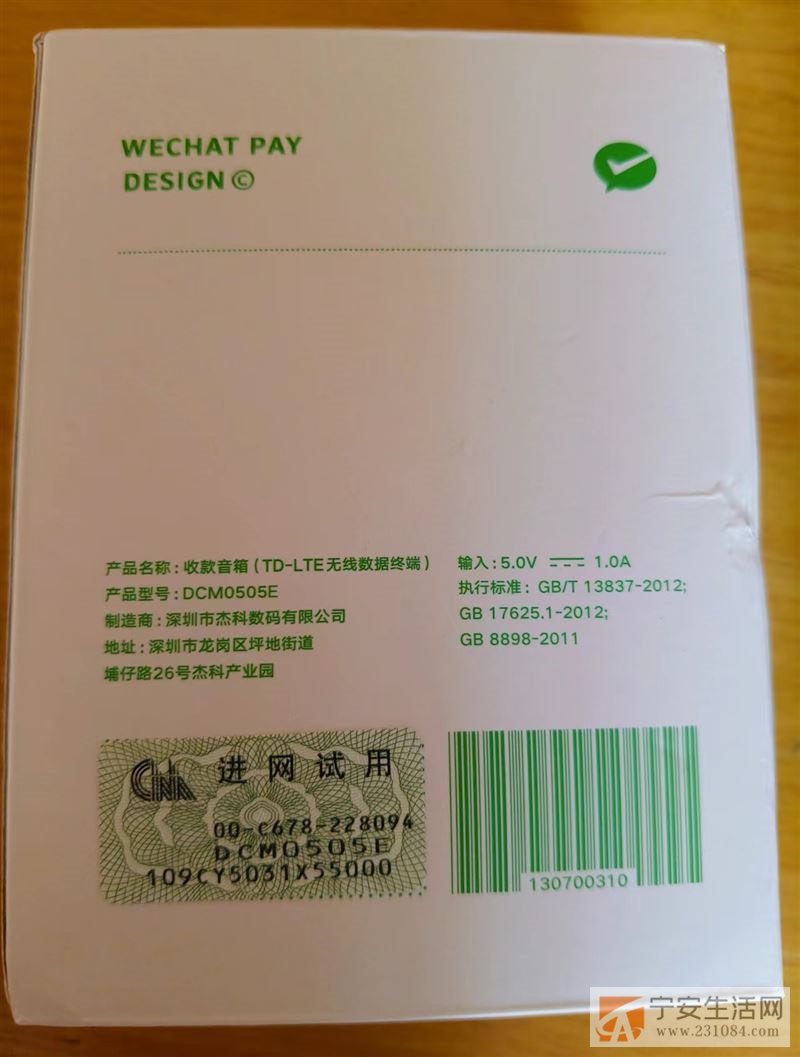 WECHAT PAY
DESIGN ©
产品名称：收款音箱（TD-LTE无线数据终端）
产品型号：DCM0505E
制造商：深圳市杰科数码有限公司
地址：深圳市龙岗区坪地街道
埔仔路26号杰科产业园
输入：5.0V ⎓ 1.0A
执行标准：GB/T 13837-2012;
GB 17625.1-2012;
GB 8898-2011
CNA 进网试用
00-C678-228094
DCM0505E
109CY5031X55000
130700310
宁安生活网
www.231084.com